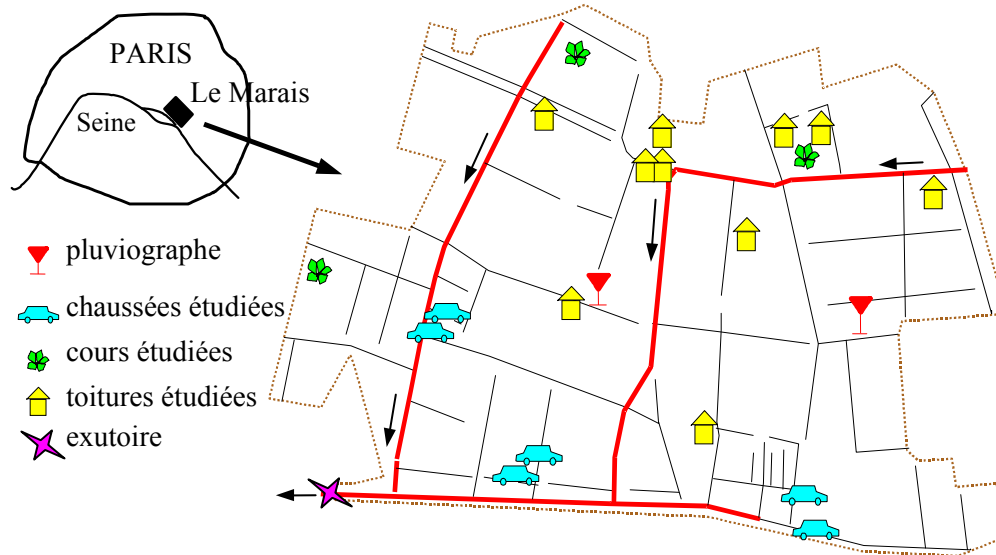 PARIS
Le Marais
Seine
pluviographe
chaussées étudiées
cours étudiées
toitures étudiées
exutoire